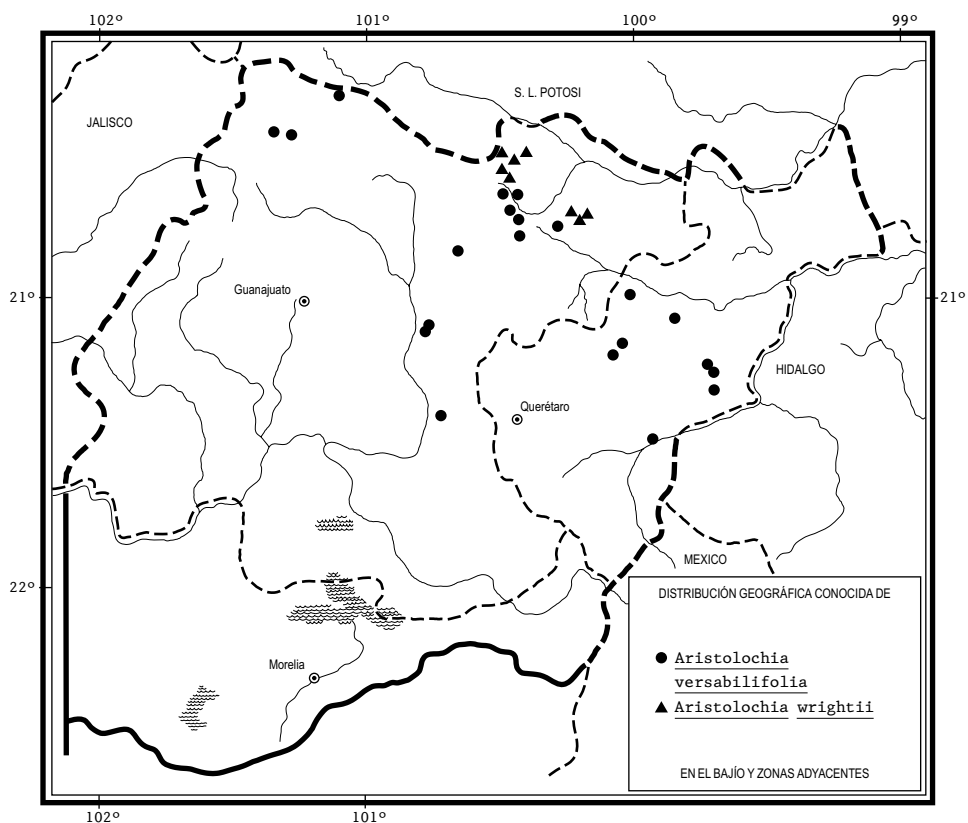 102º 101º 100º 99º
S. L. POTOSI
JALISCO
Guanajuato
21º 21º
HIDALGO
Querétaro
MEXICO
22º
DISTRIBUCIÓN GEOGRÁFICA CONOCIDA DE
Aristolochia
versabilifolia
Aristolochia wrightii
EN EL BAJÍO Y ZONAS ADYACENTES
Morelia
102º 101º